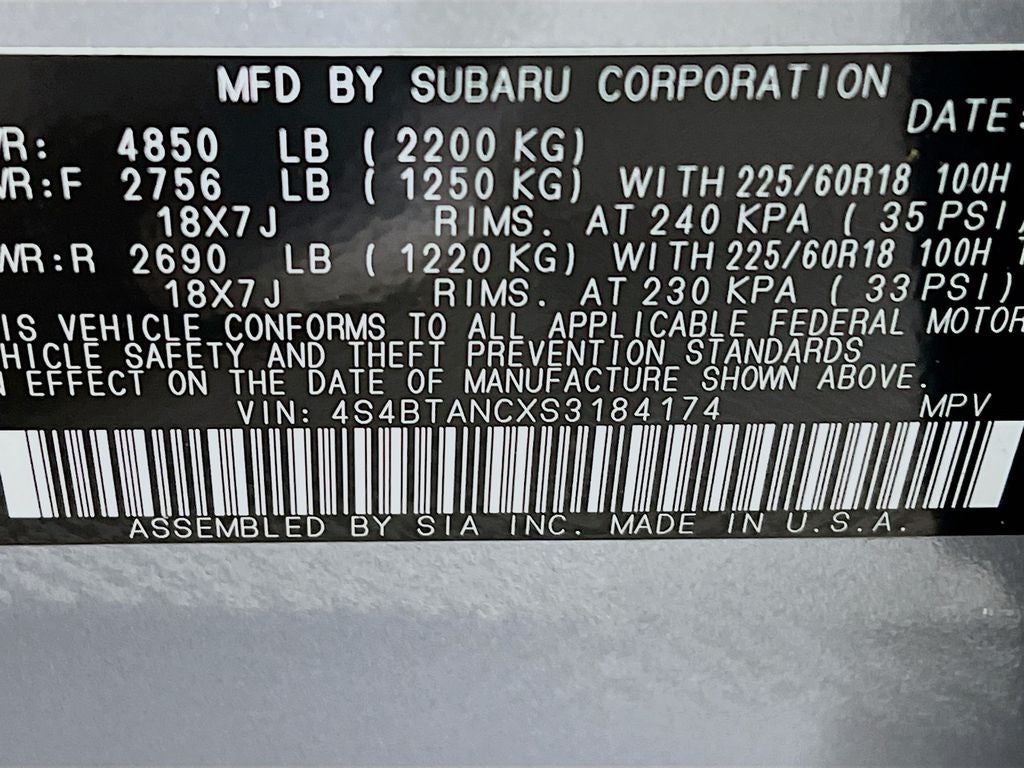 MFD BY SUBARU CORPORATION
DATE:
WR: 4850 LB ( 2200 KG)
WR:F 2756 LB ( 1250 KG) WITH 225/60R18 100H
18X7J RIMS. AT 240 KPA ( 35 PSI)
WR:R 2690 LB ( 1220 KG) WITH 225/60R18 100H
18X7J RIMS. AT 230 KPA ( 33 PSI)
IS VEHICLE CONFORMS TO ALL APPLICABLE FEDERAL MOTOR
HICLE SAFETY AND THEFT PREVENTION STANDARDS
N EFFECT ON THE DATE OF MANUFACTURE SHOWN ABOVE.
VIN: 4S4BTANCXS3184174 MPV
ASSEMBLED BY SIA INC. MADE IN U.S.A.